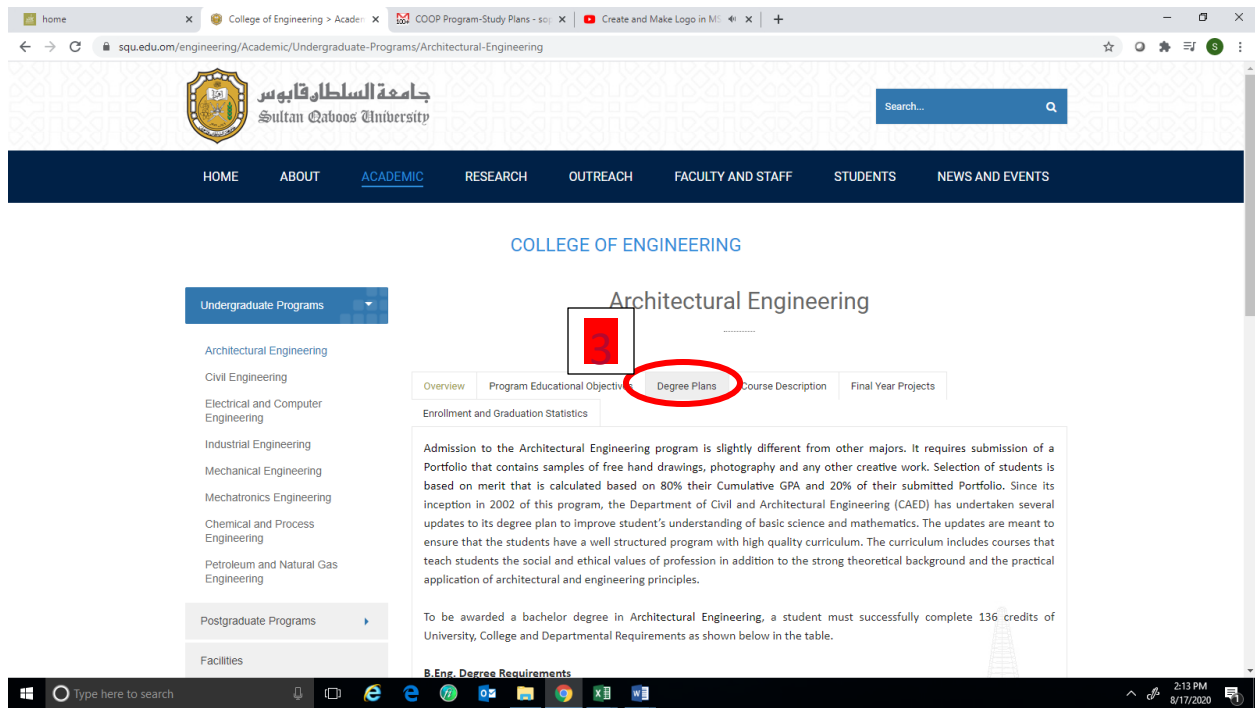 home
College of Engineering > Academ
COOP Program-Study Plans - sop
Create and Make Logo in MS
squ.edu.om/engineering/Academic/Undergraduate-Programs/Architectural-Engineering
S
جامعة السلطان قابوس
Sultan Qaboos University
Search...
HOME ABOUT ACADEMIC RESEARCH OUTREACH FACULTY AND STAFF STUDENTS NEWS AND EVENTS
COLLEGE OF ENGINEERING
Undergraduate Programs
Architectural Engineering
Civil Engineering
Electrical and Computer
Engineering
Industrial Engineering
Mechanical Engineering
Mechatronics Engineering
Chemical and Process
Engineering
Petroleum and Natural Gas
Engineering
Postgraduate Programs
Facilities
Architectural Engineering
3
Overview Program Educational Objectives Degree Plans Course Description Final Year Projects
Enrollment and Graduation Statistics
Admission to the Architectural Engineering program is slightly different from other majors. It requires submission of a
Portfolio that contains samples of free hand drawings, photography and any other creative work. Selection of students is
based on merit that is calculated based on 80% their Cumulative GPA and 20% of their submitted Portfolio. Since its
inception in 2002 of this program, the Department of Civil and Architectural Engineering (CAED) has undertaken several
updates to its degree plan to improve student's understanding of basic science and mathematics. The updates are meant to
ensure that the students have a well structured program with high quality curriculum. The curriculum includes courses that
teach students the social and ethical values of profession in addition to the strong theoretical background and the practical
application of architectural and engineering principles.
To be awarded a bachelor degree in Architectural Engineering, a student must successfully complete 136 credits of
University, College and Departmental Requirements as shown below in the table.
B.Eng. Degree Requirements
Type here to search
2:13 PM
8/17/2020